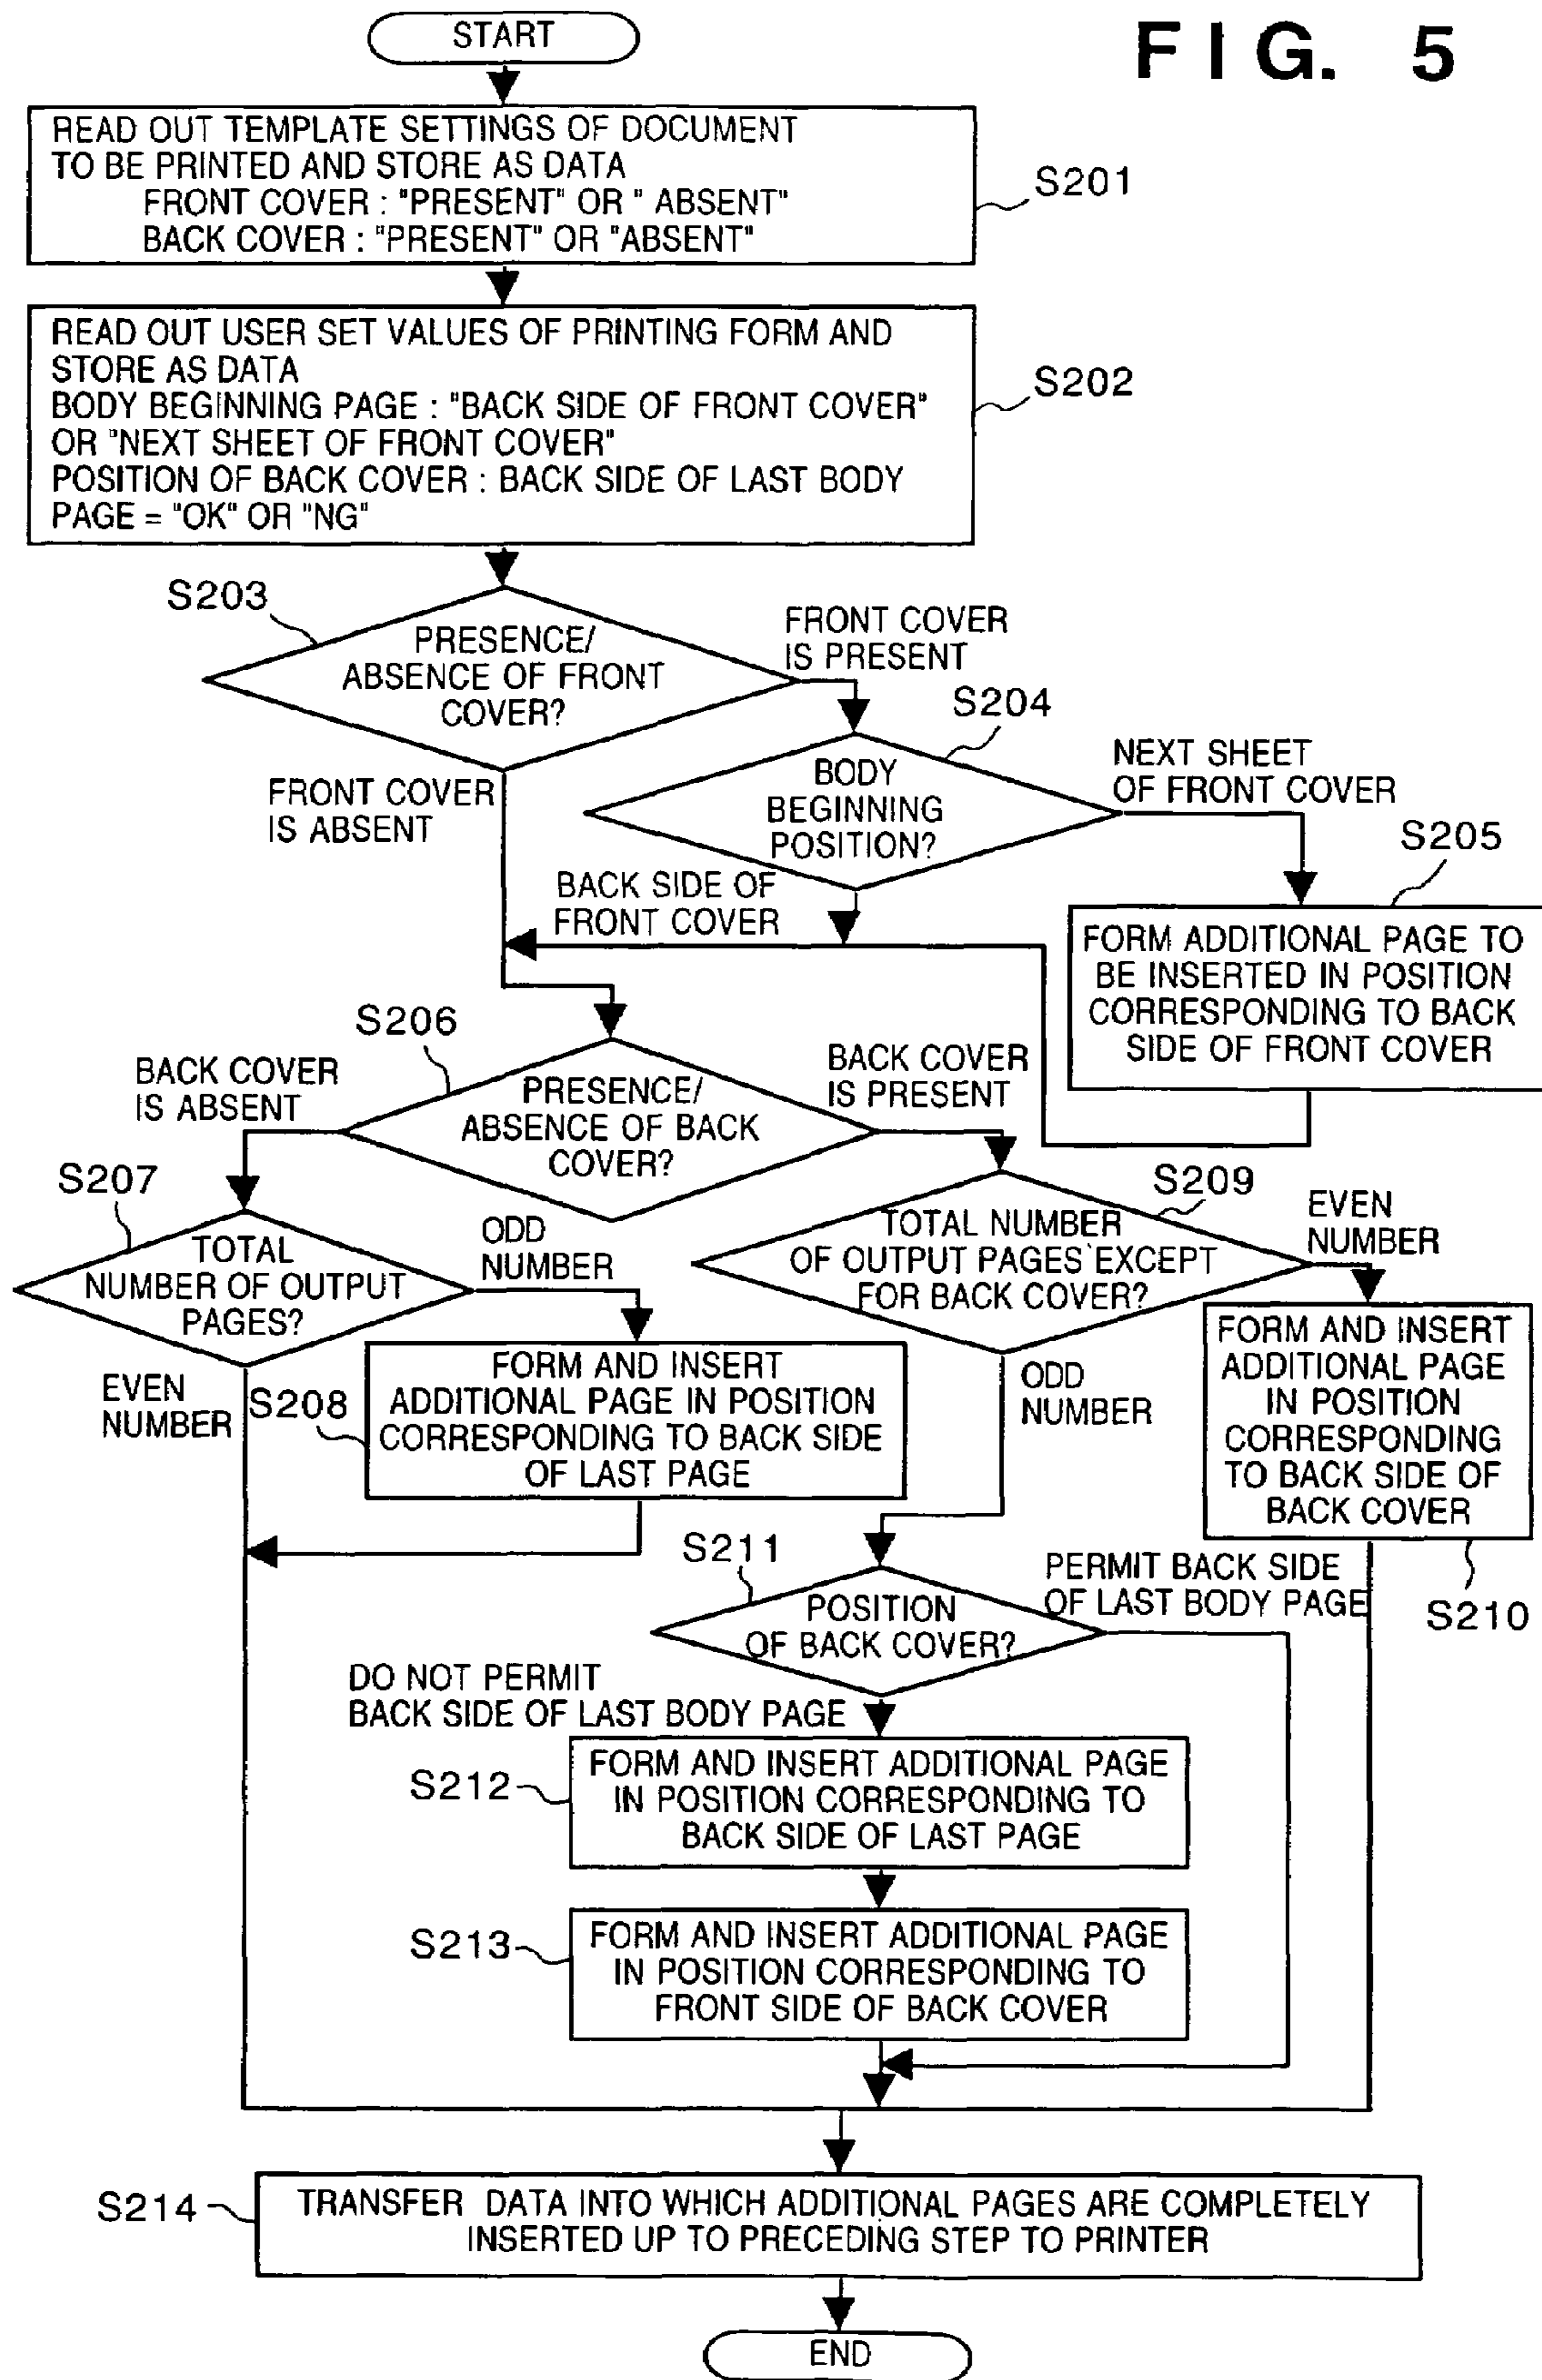 FIG. 5
START
READ OUT TEMPLATE SETTINGS OF DOCUMENT
TO BE PRINTED AND STORE AS DATA
FRONT COVER : "PRESENT" OR " ABSENT"
BACK COVER : "PRESENT" OR "ABSENT"
S201
READ OUT USER SET VALUES OF PRINTING FORM AND
STORE AS DATA
BODY BEGINNING PAGE : "BACK SIDE OF FRONT COVER"
OR "NEXT SHEET OF FRONT COVER"
POSITION OF BACK COVER : BACK SIDE OF LAST BODY
PAGE = "OK" OR "NG"
S202
S203
PRESENCE/
ABSENCE OF FRONT
COVER?
FRONT COVER
IS PRESENT
FRONT COVER
IS ABSENT
S204
BODY
BEGINNING
POSITION?
NEXT SHEET
OF FRONT COVER
BACK SIDE OF
FRONT COVER
S205
FORM ADDITIONAL PAGE TO
BE INSERTED IN POSITION
CORRESPONDING TO BACK
SIDE OF FRONT COVER
S206
PRESENCE/
ABSENCE OF BACK
COVER?
BACK COVER
IS ABSENT
BACK COVER
IS PRESENT
S207
TOTAL
NUMBER OF OUTPUT
PAGES?
ODD
NUMBER
EVEN
NUMBER
S208
FORM AND INSERT
ADDITIONAL PAGE IN POSITION
CORRESPONDING TO BACK SIDE
OF LAST PAGE
S209
TOTAL NUMBER
OF OUTPUT PAGES EXCEPT
FOR BACK COVER?
EVEN
NUMBER
ODD
NUMBER
FORM AND INSERT
ADDITIONAL PAGE
IN POSITION
CORRESPONDING
TO BACK SIDE OF
BACK COVER
S210
S211
POSITION
OF BACK COVER?
PERMIT BACK SIDE
OF LAST BODY PAGE
DO NOT PERMIT
BACK SIDE OF LAST BODY PAGE
S212
FORM AND INSERT ADDITIONAL PAGE
IN POSITION CORRESPONDING TO
BACK SIDE OF LAST PAGE
S213
FORM AND INSERT ADDITIONAL PAGE
IN POSITION CORRESPONDING TO
FRONT SIDE OF BACK COVER
S214
TRANSFER DATA INTO WHICH ADDITIONAL PAGES ARE COMPLETELY
INSERTED UP TO PRECEDING STEP TO PRINTER
END